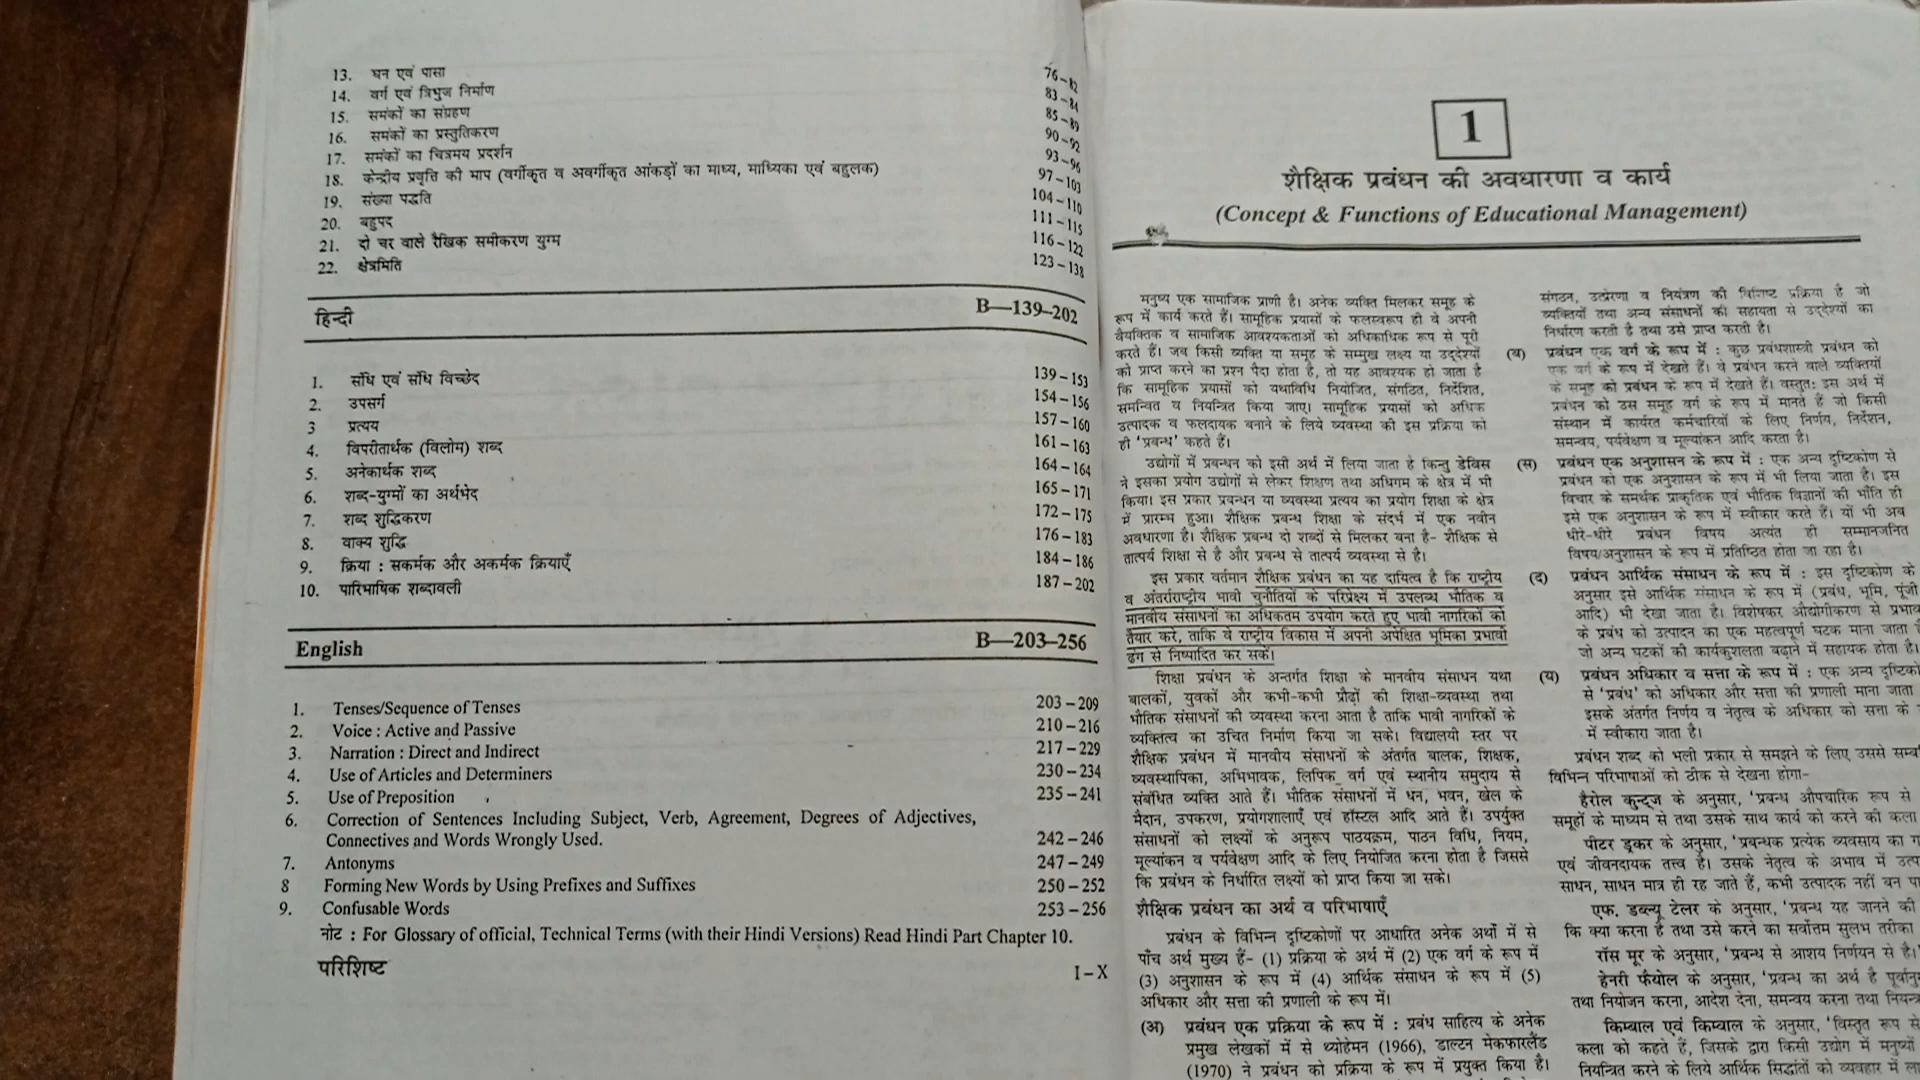 13. घन एवं पासा 76–82
14. वर्ग एवं त्रिभुज निर्माण 83–84
15. समंकों का संग्रहण 85–89
16. समंकों का प्रस्तुतिकरण 90–92
17. समंकों का चित्रमय प्रदर्शन 93–96
18. केन्द्रीय प्रवृत्ति की माप (वर्गीकृत व अवर्गीकृत आंकड़ों का माध्य, माध्यिका एवं बहुलक) 97–103
19. संख्या पद्धति 104–110
20. बहुपद 111–115
21. दो चर वाले रैखिक समीकरण युग्म 116–122
22. क्षेत्रमिति 123–138
हिन्दी B—139–202
1. संधि एवं संधि विच्छेद 139–153
2. उपसर्ग 154–156
3 प्रत्यय 157–160
4. विपरीतार्थक (विलोम) शब्द 161–163
5. अनेकार्थक शब्द 164–164
6. शब्द-युग्मों का अर्थभेद 165–171
7. शब्द शुद्धिकरण 172–175
8. वाक्य शुद्धि 176–183
9. क्रिया : सकर्मक और अकर्मक क्रियाएँ 184–186
10. पारिभाषिक शब्दावली 187–202
English B—203–256
1. Tenses/Sequence of Tenses 203–209
2. Voice : Active and Passive 210–216
3. Narration : Direct and Indirect 217–229
4. Use of Articles and Determiners 230–234
5. Use of Preposition 235–241
6. Correction of Sentences Including Subject, Verb, Agreement, Degrees of Adjectives,
Connectives and Words Wrongly Used. 242–246
7. Antonyms 247–249
8 Forming New Words by Using Prefixes and Suffixes 250–252
9. Confusable Words 253–256
नोट : For Glossary of official, Technical Terms (with their Hindi Versions) Read Hindi Part Chapter 10.
परिशिष्ट I–X
1
शैक्षिक प्रबंधन की अवधारणा व कार्य
(Concept & Functions of Educational Management)
मनुष्य एक सामाजिक प्राणी है। अनेक व्यक्ति मिलकर समूह के
रूप में कार्य करते हैं। सामूहिक प्रयासों के फलस्वरूप ही वे अपनी
वैयक्तिक व सामाजिक आवश्यकताओं को अधिकाधिक रूप से पूरी
करते हैं। जब किसी व्यक्ति या समूह के सम्मुख लक्ष्य या उद्देश्यों
को प्राप्त करने का प्रश्न पैदा होता है, तो यह आवश्यक हो जाता है
कि सामूहिक प्रयासों को यथाविधि नियोजित, संगठित, निर्देशित,
समन्वित व नियन्त्रित किया जाए। सामूहिक प्रयासों को अधिक
उत्पादक व फलदायक बनाने के लिये व्यवस्था की इस प्रक्रिया को
ही 'प्रबन्ध' कहते हैं।
उद्योगों में प्रबन्धन को इसी अर्थ में लिया जाता है किन्तु डेविस
ने इसका प्रयोग उद्योगों से लेकर शिक्षण तथा अधिगम के क्षेत्र में भी
किया। इस प्रकार प्रबन्धन या व्यवस्था प्रत्यय का प्रयोग शिक्षा के क्षेत्र
में प्रारम्भ हुआ। शैक्षिक प्रबन्ध शिक्षा के संदर्भ में एक नवीन
अवधारणा है। शैक्षिक प्रबन्ध दो शब्दों से मिलकर बना है- शैक्षिक से
तात्पर्य शिक्षा से है और प्रबन्ध से तात्पर्य व्यवस्था से है।
इस प्रकार वर्तमान शैक्षिक प्रबंधन का यह दायित्व है कि राष्ट्रीय
व अंतर्राष्ट्रीय भावी चुनौतियों के परिप्रेक्ष्य में उपलब्ध भौतिक व
मानवीय संसाधनों का अधिकतम उपयोग करते हुए भावी नागरिकों को
तैयार करे, ताकि वे राष्ट्रीय विकास में अपनी अपेक्षित भूमिका प्रभावी
ढंग से निष्पादित कर सकें।
शिक्षा प्रबंधन के अन्तर्गत शिक्षा के मानवीय संसाधन यथा
बालकों, युवकों और कभी-कभी प्रौढ़ों की शिक्षा-व्यवस्था तथा
भौतिक संसाधनों की व्यवस्था करना आता है ताकि भावी नागरिकों के
व्यक्तित्व का उचित निर्माण किया जा सके। विद्यालयी स्तर पर
शैक्षिक प्रबंधन में मानवीय संसाधनों के अंतर्गत बालक, शिक्षक,
व्यवस्थापिका, अभिभावक, लिपिक वर्ग एवं स्थानीय समुदाय से
संबंधित व्यक्ति आते हैं। भौतिक संसाधनों में धन, भवन, खेल के
मैदान, उपकरण, प्रयोगशालाएँ एवं हॉस्टल आदि आते हैं। उपर्युक्त
संसाधनों को लक्ष्यों के अनुरूप पाठ्यक्रम, पाठन विधि, नियम,
मूल्यांकन व पर्यवेक्षण आदि के लिए नियोजित करना होता है जिससे
कि प्रबंधन के निर्धारित लक्ष्यों को प्राप्त किया जा सके।
शैक्षिक प्रबंधन का अर्थ व परिभाषाएँ
प्रबंधन के विभिन्न दृष्टिकोणों पर आधारित अनेक अर्थों में से
पाँच अर्थ मुख्य हैं- (1) प्रक्रिया के अर्थ में (2) एक वर्ग के रूप में
(3) अनुशासन के रूप में (4) आर्थिक संसाधन के रूप में (5)
अधिकार और सत्ता की प्रणाली के रूप में।
(अ) प्रबंधन एक प्रक्रिया के रूप में : प्रबंध साहित्य के अनेक
प्रमुख लेखकों में से थ्योहेमन (1966), डाल्टन मेकफारलैंड
(1970) ने प्रबंधन को प्रक्रिया के रूप में प्रयुक्त किया है।
संगठन, उत्प्रेरणा व नियंत्रण की विशिष्ट प्रक्रिया है जो
व्यक्तियों तथा अन्य संसाधनों की सहायता से उद्देश्यों का
निर्धारण करती है तथा उसे प्राप्त करती है।
(ब) प्रबंधन एक वर्ग के रूप में : कुछ प्रबंधशास्त्री प्रबंधन को
एक वर्ग के रूप में देखते हैं। वे प्रबंधन करने वाले व्यक्तियों
के समूह को प्रबंधन के रूप में देखते हैं। वस्तुत: इस अर्थ में
प्रबंधन को उस समूह वर्ग के रूप में मानते हैं जो किसी
संस्थान में कार्यरत कर्मचारियों के लिए निर्णय, निर्देशन,
समन्वय, पर्यवेक्षण व मूल्यांकन आदि करता है।
(स) प्रबंधन एक अनुशासन के रूप में : एक अन्य दृष्टिकोण से
प्रबंधन को एक अनुशासन के रूप में भी लिया जाता है। इस
विचार के समर्थक प्राकृतिक एवं भौतिक विज्ञानों की भाँति ही
इसे एक अनुशासन के रूप में स्वीकार करते हैं। यों भी अब
धीरे-धीरे प्रबंधन विषय अत्यंत ही सम्मानजनित
विषय/अनुशासन के रूप में प्रतिष्ठित होता जा रहा है।
(द) प्रबंधन आर्थिक संसाधन के रूप में : इस दृष्टिकोण के
अनुसार इसे आर्थिक संसाधन के रूप में (प्रबंध, भूमि, पूंजी
आदि) भी देखा जाता है। विशेषकर औद्योगीकरण से प्रभाव
के प्रबंध को उत्पादन का एक महत्वपूर्ण घटक माना जाता
जो अन्य घटकों की कार्यकुशलता बढ़ाने में सहायक होता है।
(य) प्रबंधन अधिकार व सत्ता के रूप में : एक अन्य दृष्टिको
से 'प्रबंध' को अधिकार और सत्ता की प्रणाली माना जाता
इसके अंतर्गत निर्णय व नेतृत्व के अधिकार को सत्ता के
में स्वीकारा जाता है।
प्रबंधन शब्द को भली प्रकार से समझने के लिए उससे सम्ब
विभिन्न परिभाषाओं को ठीक से देखना होगा-
हैरोल कुन्ट्ज के अनुसार, 'प्रबन्ध औपचारिक रूप से
समूहों के माध्यम से तथा उसके साथ कार्य को करने की कला
पीटर ड्रकर के अनुसार, 'प्रबन्धक प्रत्येक व्यवसाय का ग
एवं जीवनदायक तत्त्व है। उसके नेतृत्व के अभाव में उत्प
साधन, साधन मात्र ही रह जाते हैं, कभी उत्पादक नहीं बन पा
एफ. डब्ल्यू टेलर के अनुसार, 'प्रबन्ध यह जानने की
कि क्या करना है तथा उसे करने का सर्वोत्तम सुलभ तरीका
रॉस मूर के अनुसार, 'प्रबन्ध से आशय निर्णयन से है।'
हेनरी फैयोल के अनुसार, 'प्रबन्ध का अर्थ है पूर्वानु
तथा नियोजन करना, आदेश देना, समन्वय करना तथा नियन्त्र
किम्बाल एवं किम्बाल के अनुसार, 'विस्तृत रूप से
कला को कहते हैं, जिसके द्वारा किसी उद्योग में मनुष्यों
नियन्त्रित करने के लिये आर्थिक सिद्धांतों को व्यवहार में ला